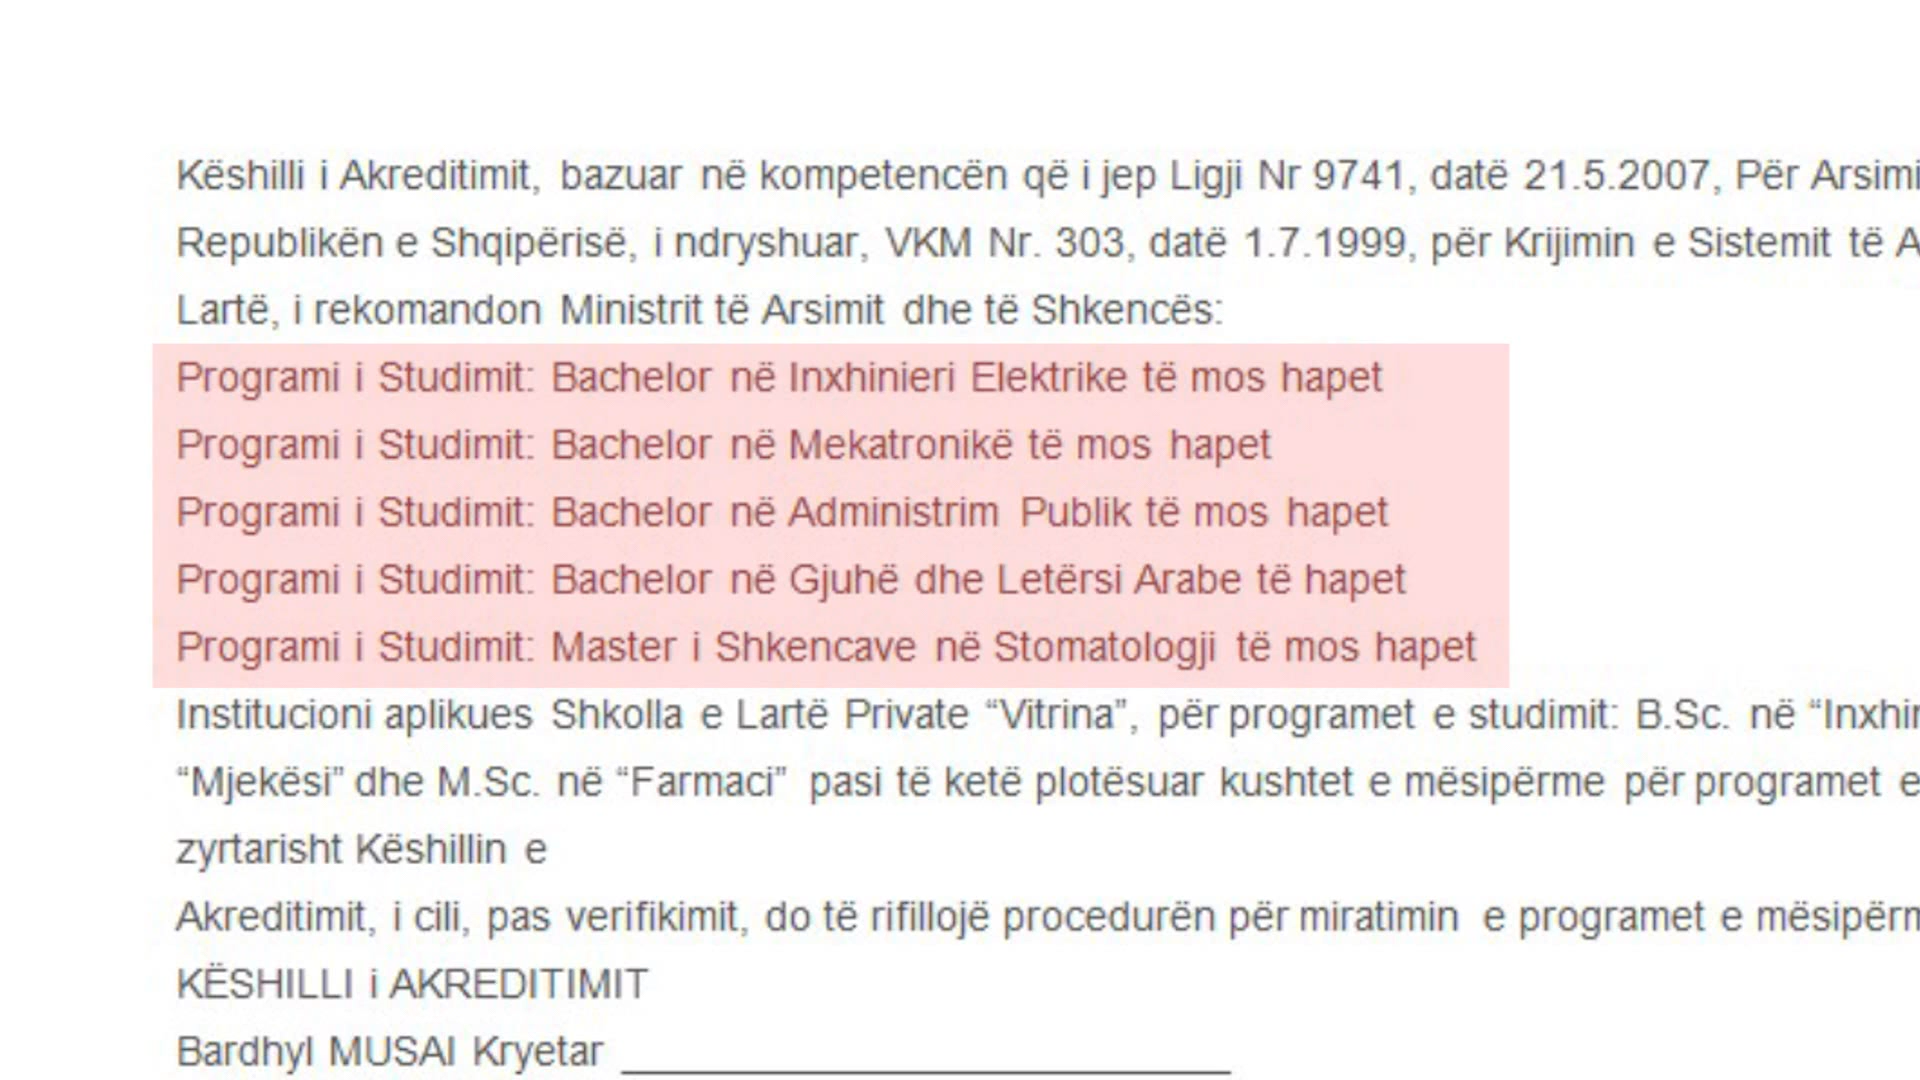 Këshilli i Akreditimit, bazuar në kompetencën që i jep Ligji Nr 9741, datë 21.5.2007, Për Arsimi
Republikën e Shqipërisë, i ndryshuar, VKM Nr. 303, datë 1.7.1999, për Krijimin e Sistemit të A
Lartë, i rekomandon Ministrit të Arsimit dhe të Shkencës:
Programi i Studimit: Bachelor në Inxhinieri Elektrike të mos hapet
Programi i Studimit: Bachelor në Mekatronikë të mos hapet
Programi i Studimit: Bachelor në Administrim Publik të mos hapet
Programi i Studimit: Bachelor në Gjuhë dhe Letërsi Arabe të hapet
Programi i Studimit: Master i Shkencave në Stomatologji të mos hapet
Institucioni aplikues Shkolla e Lartë Private “Vitrina”, për programet e studimit: B.Sc. në “Inxhin
“Mjekësi” dhe M.Sc. në “Farmaci” pasi të ketë plotësuar kushtet e mësipërme për programet e
zyrtarisht Këshillin e
Akreditimit, i cili, pas verifikimit, do të rifillojë procedurën për miratimin e programet e mësipërm
KËSHILLI i AKREDITIMIT
Bardhyl MUSAI Kryetar